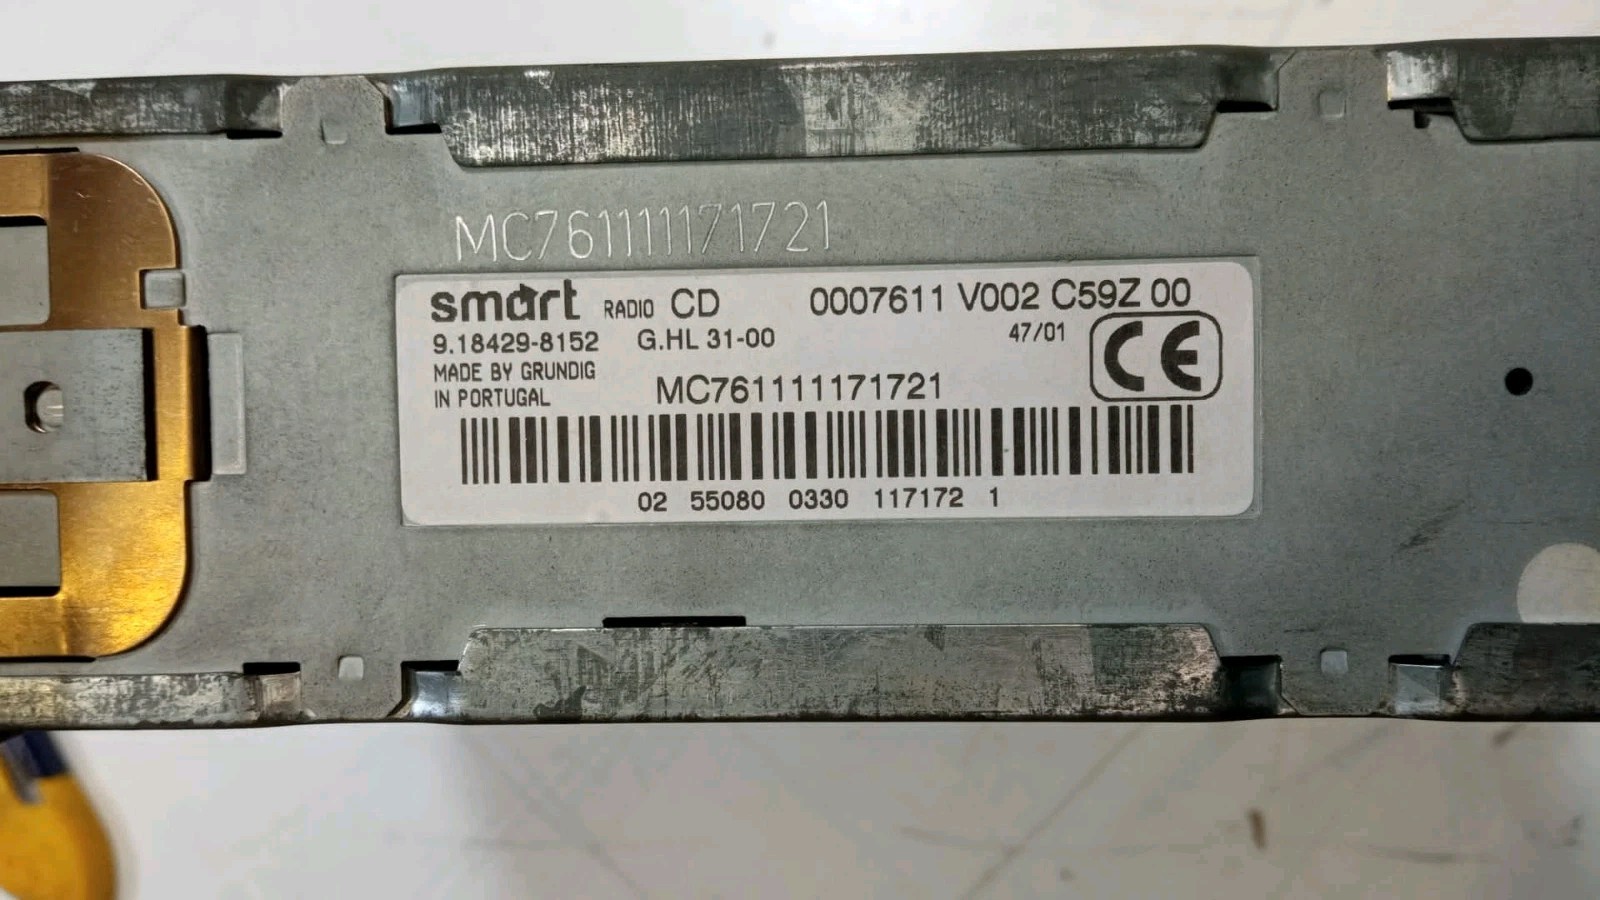 MC761111171721
smart RADIO CD 0007611 V002 C59Z 00
9.18429-8152 G.HL 31-00 47/01
MADE BY GRUNDIG
IN PORTUGAL
MC761111171721
CE
02 55080 0330 117172 1